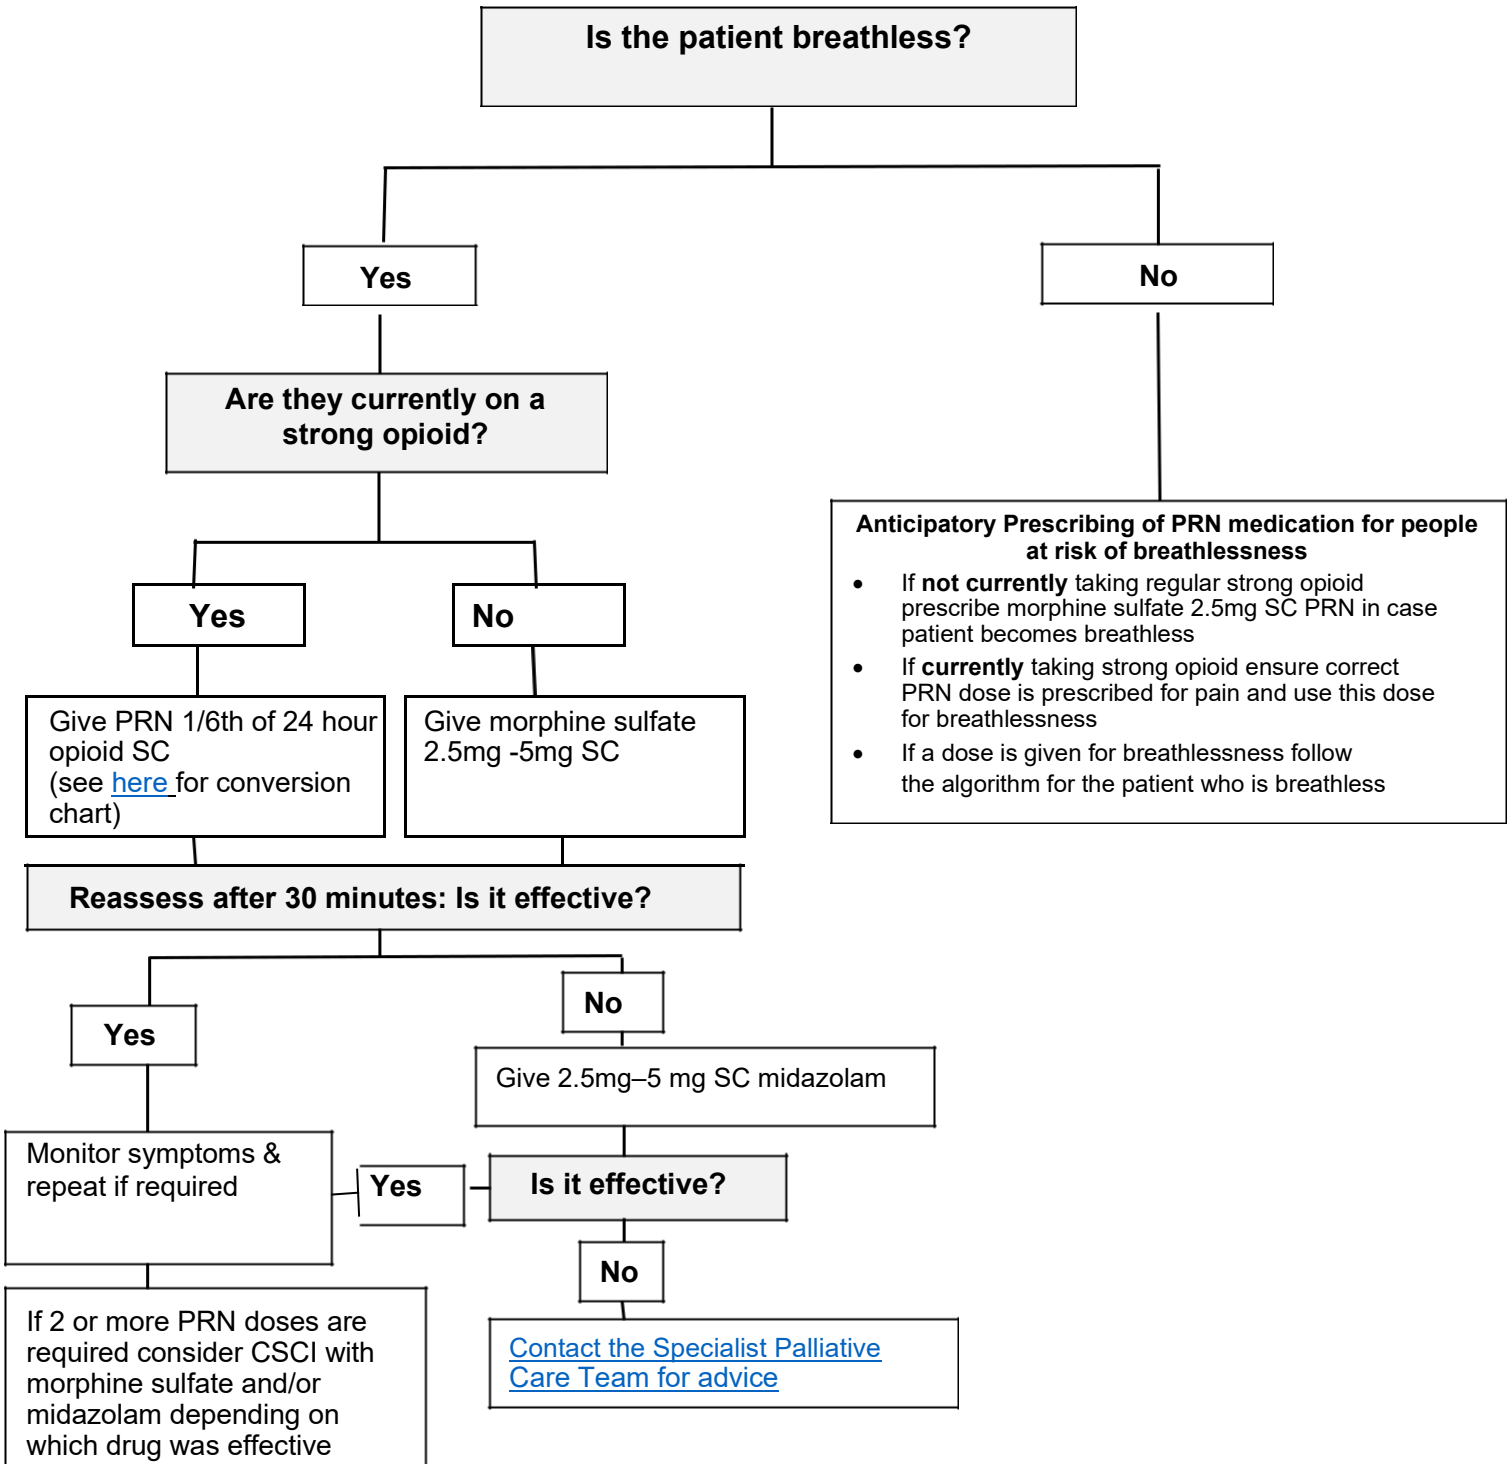 Is the patient breathless?
Yes
No
Are they currently on a
strong opioid?
Yes
No
Give PRN 1/6th of 24 hour
opioid SC
(see here for conversion
chart)
Give morphine sulfate
2.5mg -5mg SC
Anticipatory Prescribing of PRN medication for people
at risk of breathlessness
• If not currently taking regular strong opioid
prescribe morphine sulfate 2.5mg SC PRN in case
patient becomes breathless
• If currently taking strong opioid ensure correct
PRN dose is prescribed for pain and use this dose
for breathlessness
• If a dose is given for breathlessness follow
the algorithm for the patient who is breathless
Reassess after 30 minutes: Is it effective?
Yes
No
Give 2.5mg–5 mg SC midazolam
Monitor symptoms &
repeat if required
Yes
Is it effective?
No
If 2 or more PRN doses are
required consider CSCI with
morphine sulfate and/or
midazolam depending on
which drug was effective
Contact the Specialist Palliative
Care Team for advice